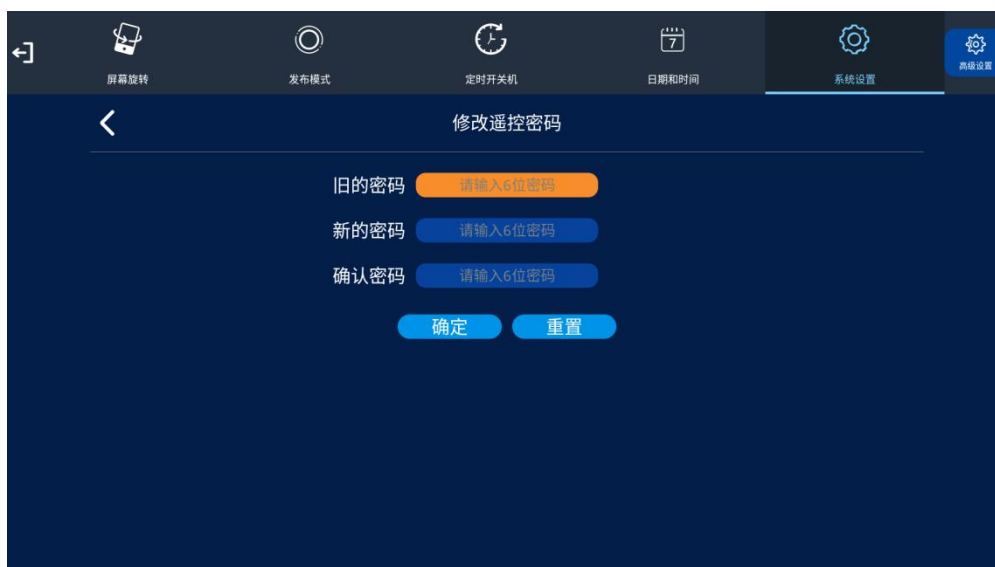 屏幕旋转
发布模式
定时开关机
7
日期和时间
系统设置
高级设置
修改遥控密码
旧的密码 请输入6位密码
新的密码 请输入6位密码
确认密码 请输入6位密码
确定 重置